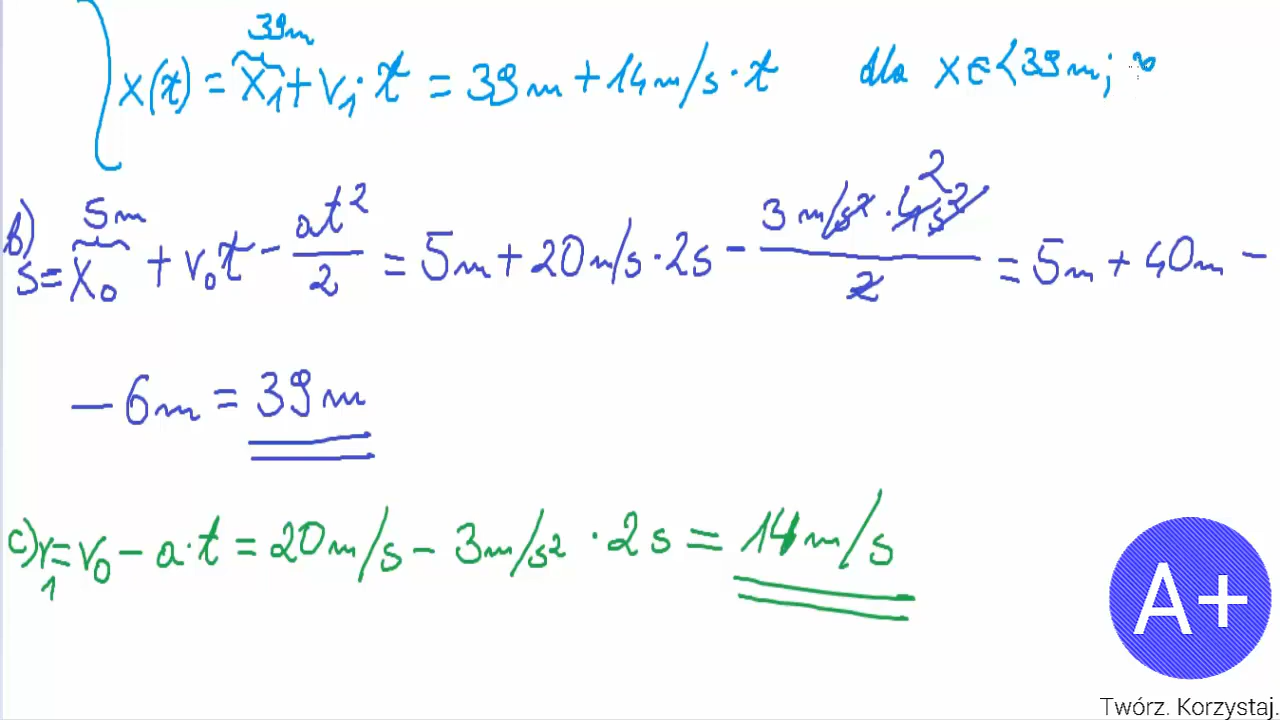 39m
x(t) = x₁ + v₁·t = 39m + 14m/s · t dla x∈<39m; ∞
b) 5m
s = x₀ + v₀t - at²/2 = 5m + 20m/s · 2s - 3m/s² · 4s²/2 = 5m + 40m -
2
- 6m = 39m
c) v₁ = v₀ - a·t = 20m/s - 3m/s² · 2s = 14m/s
A+
Twórz. Korzystaj.